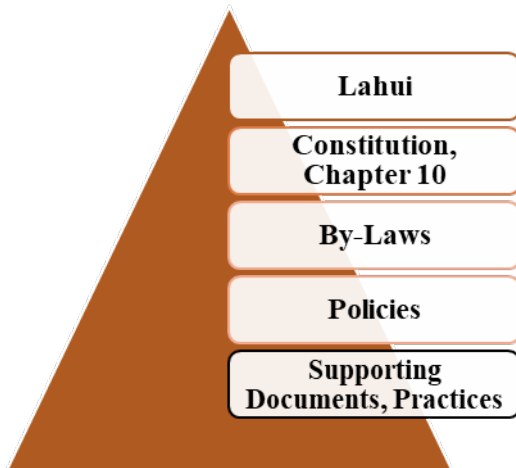 Lahui
Constitution,
Chapter 10
By-Laws
Policies
Supporting
Documents, Practices